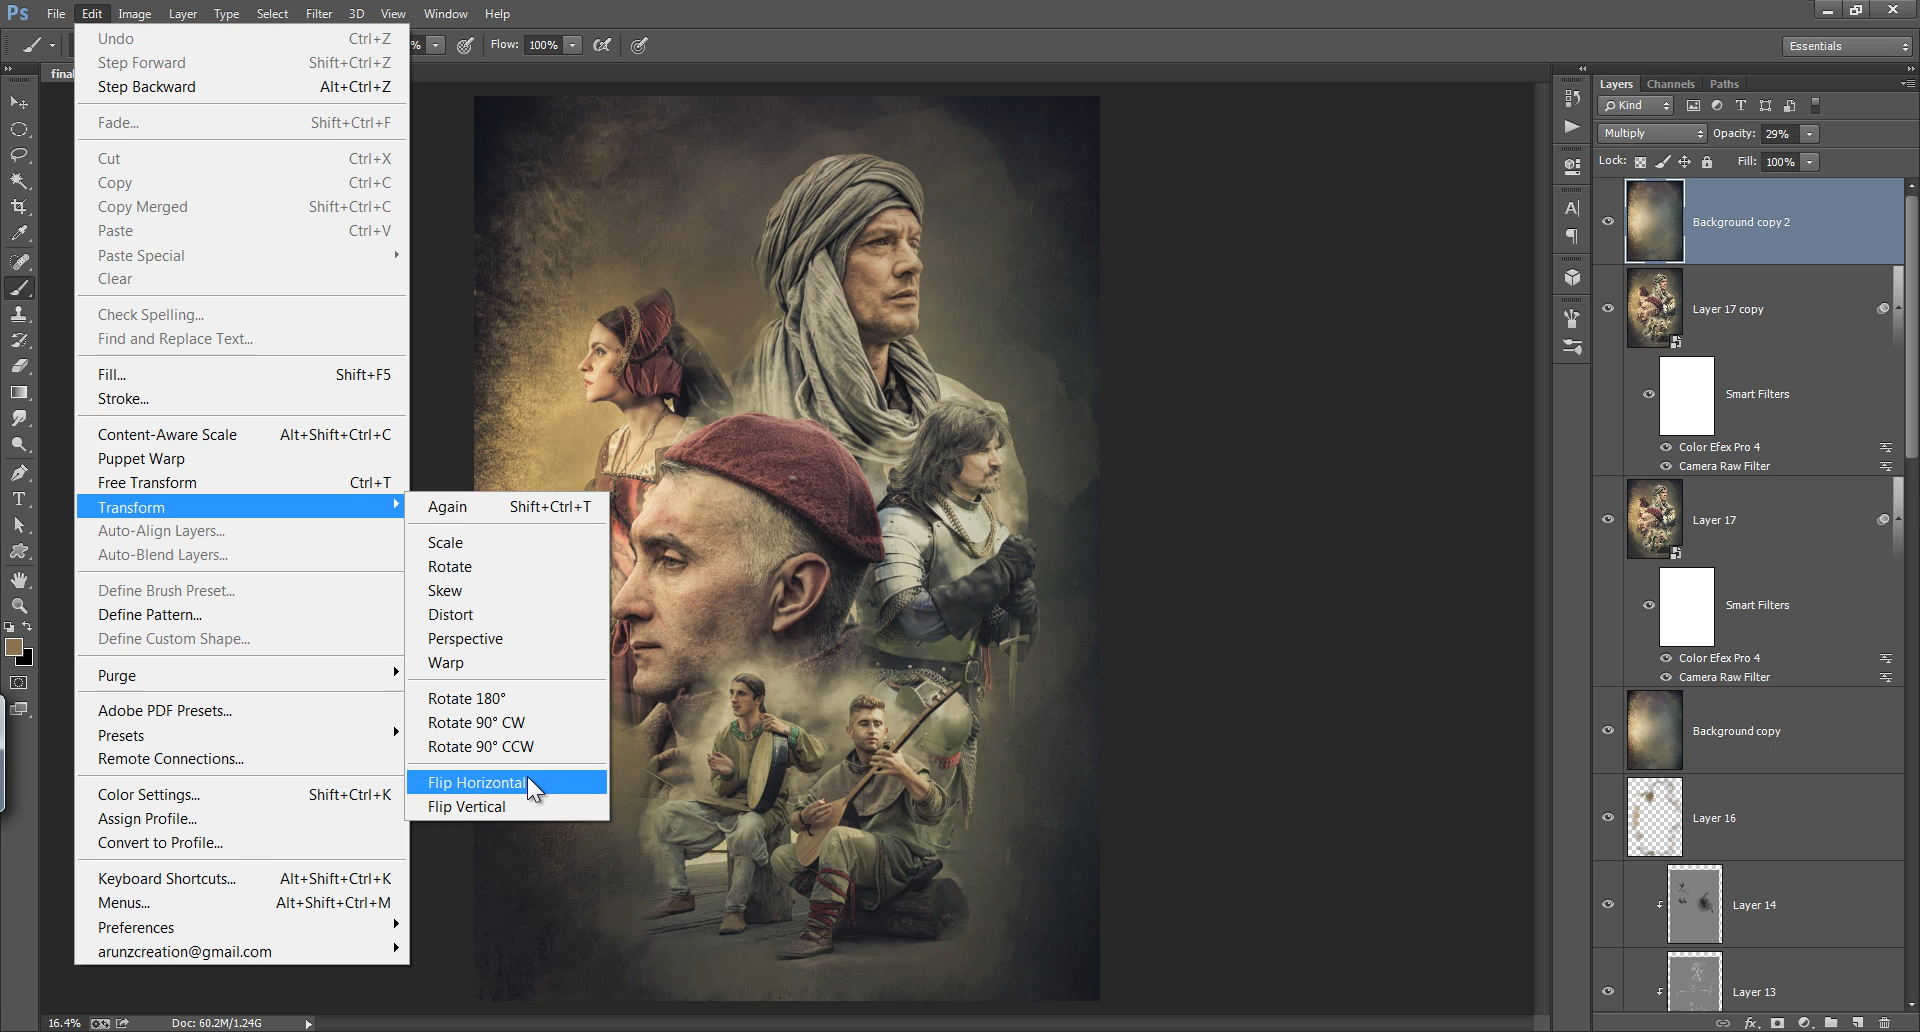 Ps File Edit Image Layer Type Select Filter 3D View Window Help
% Flow: 100% Essentials
final
Undo Ctrl+Z
Step Forward Shift+Ctrl+Z
Step Backward Alt+Ctrl+Z
Fade... Shift+Ctrl+F
Cut Ctrl+X
Copy Ctrl+C
Copy Merged Shift+Ctrl+C
Paste Ctrl+V
Paste Special
Clear
Check Spelling...
Find and Replace Text...
Fill... Shift+F5
Stroke...
Content-Aware Scale Alt+Shift+Ctrl+C
Puppet Warp
Free Transform Ctrl+T
Transform
Auto-Align Layers...
Auto-Blend Layers...
Define Brush Preset...
Define Pattern...
Define Custom Shape...
Purge
Adobe PDF Presets...
Presets
Remote Connections...
Color Settings... Shift+Ctrl+K
Assign Profile...
Convert to Profile...
Keyboard Shortcuts... Alt+Shift+Ctrl+K
Menus... Alt+Shift+Ctrl+M
Preferences
arunzcreation@gmail.com
Again Shift+Ctrl+T
Scale
Rotate
Skew
Distort
Perspective
Warp
Rotate 180°
Rotate 90° CW
Rotate 90° CCW
Flip Horizontal
Flip Vertical
Layers Channels Paths
Kind
Multiply Opacity: 29%
Lock: Fill: 100%
Background copy 2
Layer 17 copy
Smart Filters
Color Efex Pro 4
Camera Raw Filter
Layer 17
Smart Filters
Color Efex Pro 4
Camera Raw Filter
Background copy
Layer 16
Layer 14
Layer 13
16.4% Doc: 60.2M/1.24G